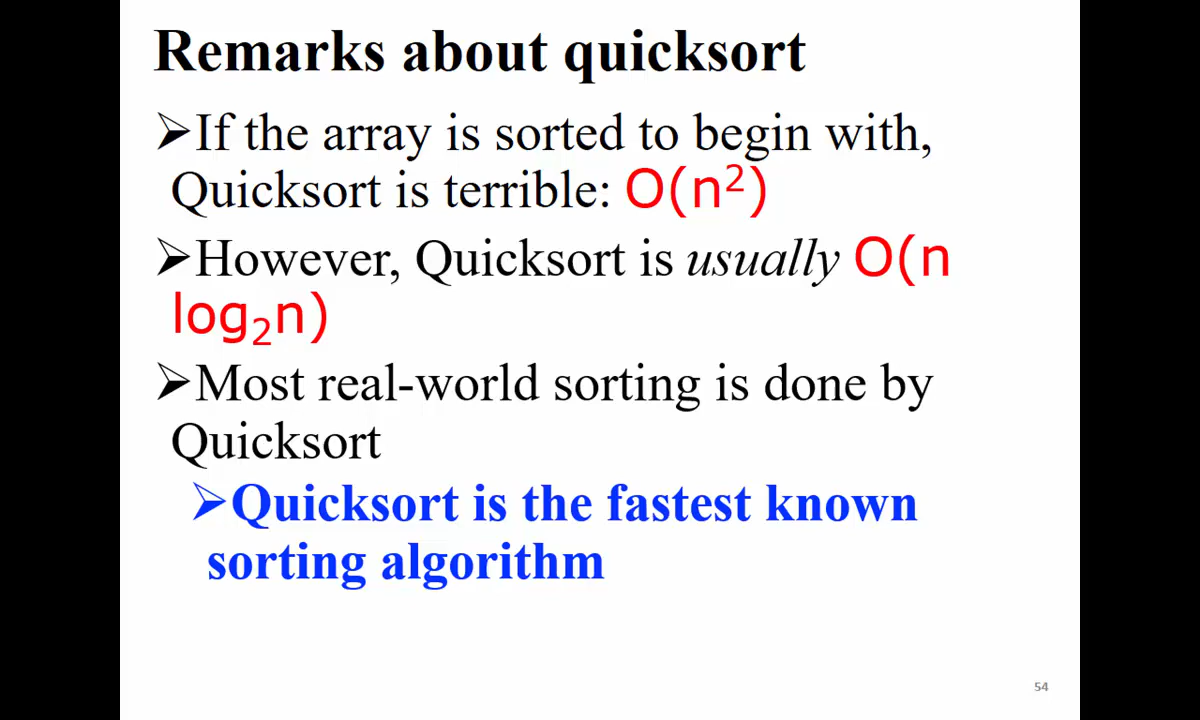 Remarks about quicksort
➢If the array is sorted to begin with,
Quicksort is terrible: O(n²)
➢However, Quicksort is usually O(n
log₂n)
➢Most real-world sorting is done by
Quicksort
➢Quicksort is the fastest known
sorting algorithm
54